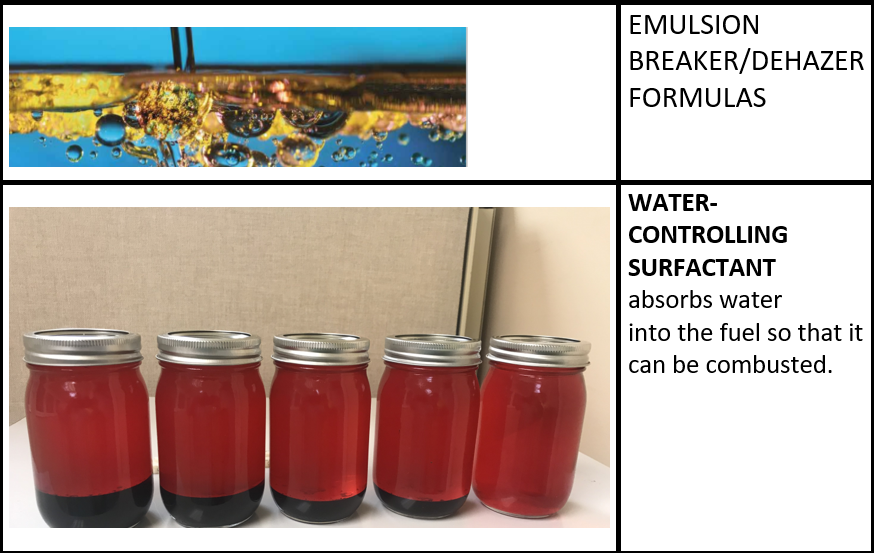 EMULSION
BREAKER/DEHAZER
FORMULAS
WATER-
CONTROLLING
SURFACTANT
absorbs water
into the fuel so that it
can be combusted.